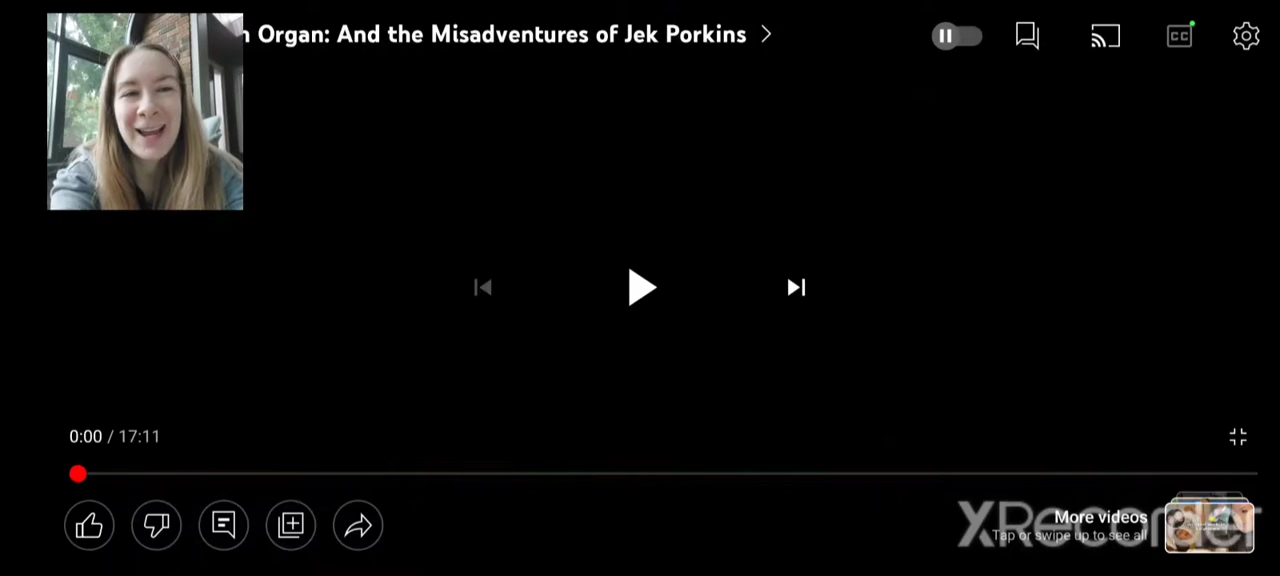 n Organ: And the Misadventures of Jek Porkins
CC
0:00 / 17:11
XRecorder
More videos
Tap or swipe up to see all